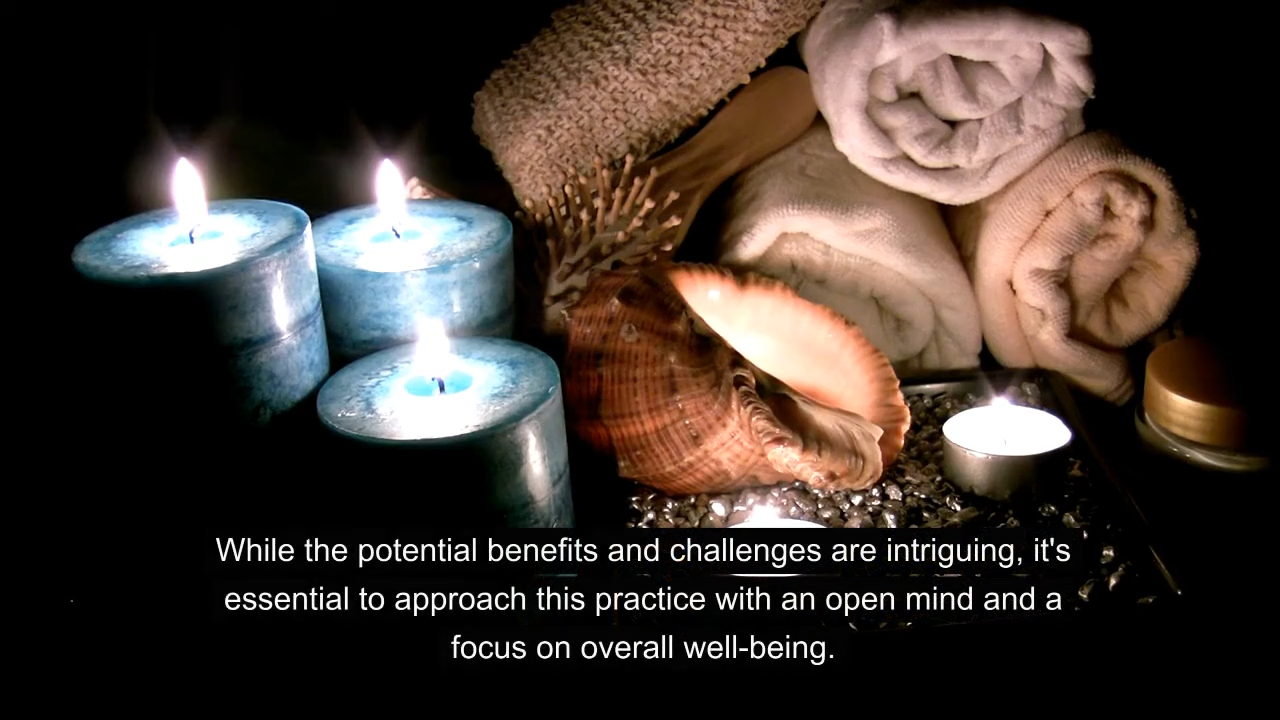 While the potential benefits and challenges are intriguing, it's
essential to approach this practice with an open mind and a
focus on overall well-being.